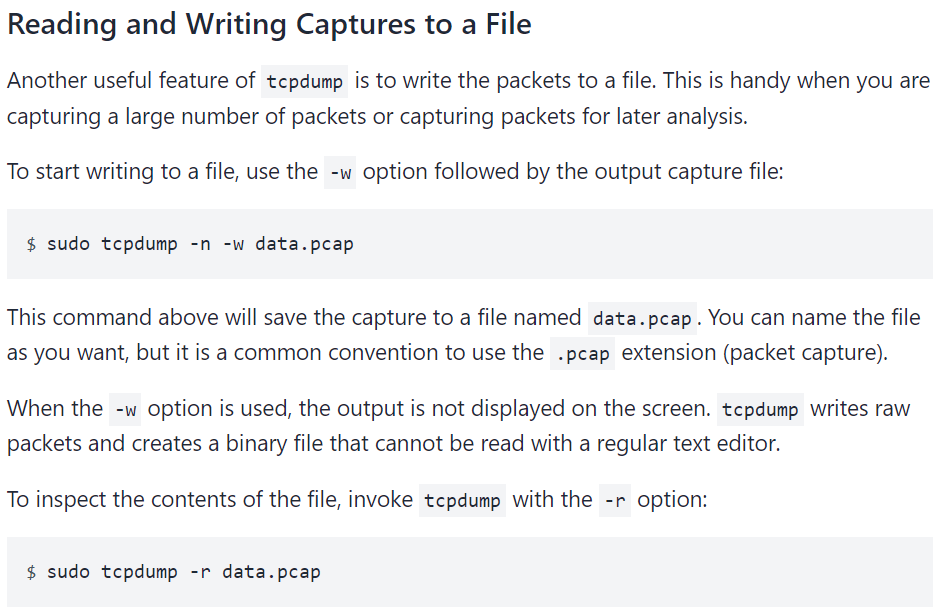 Reading and Writing Captures to a File
Another useful feature of tcpdump is to write the packets to a file. This is handy when you are
capturing a large number of packets or capturing packets for later analysis.
To start writing to a file, use the -w option followed by the output capture file:
$ sudo tcpdump -n -w data.pcap
This command above will save the capture to a file named data.pcap. You can name the file
as you want, but it is a common convention to use the .pcap extension (packet capture).
When the -w option is used, the output is not displayed on the screen. tcpdump writes raw
packets and creates a binary file that cannot be read with a regular text editor.
To inspect the contents of the file, invoke tcpdump with the -r option:
$ sudo tcpdump -r data.pcap